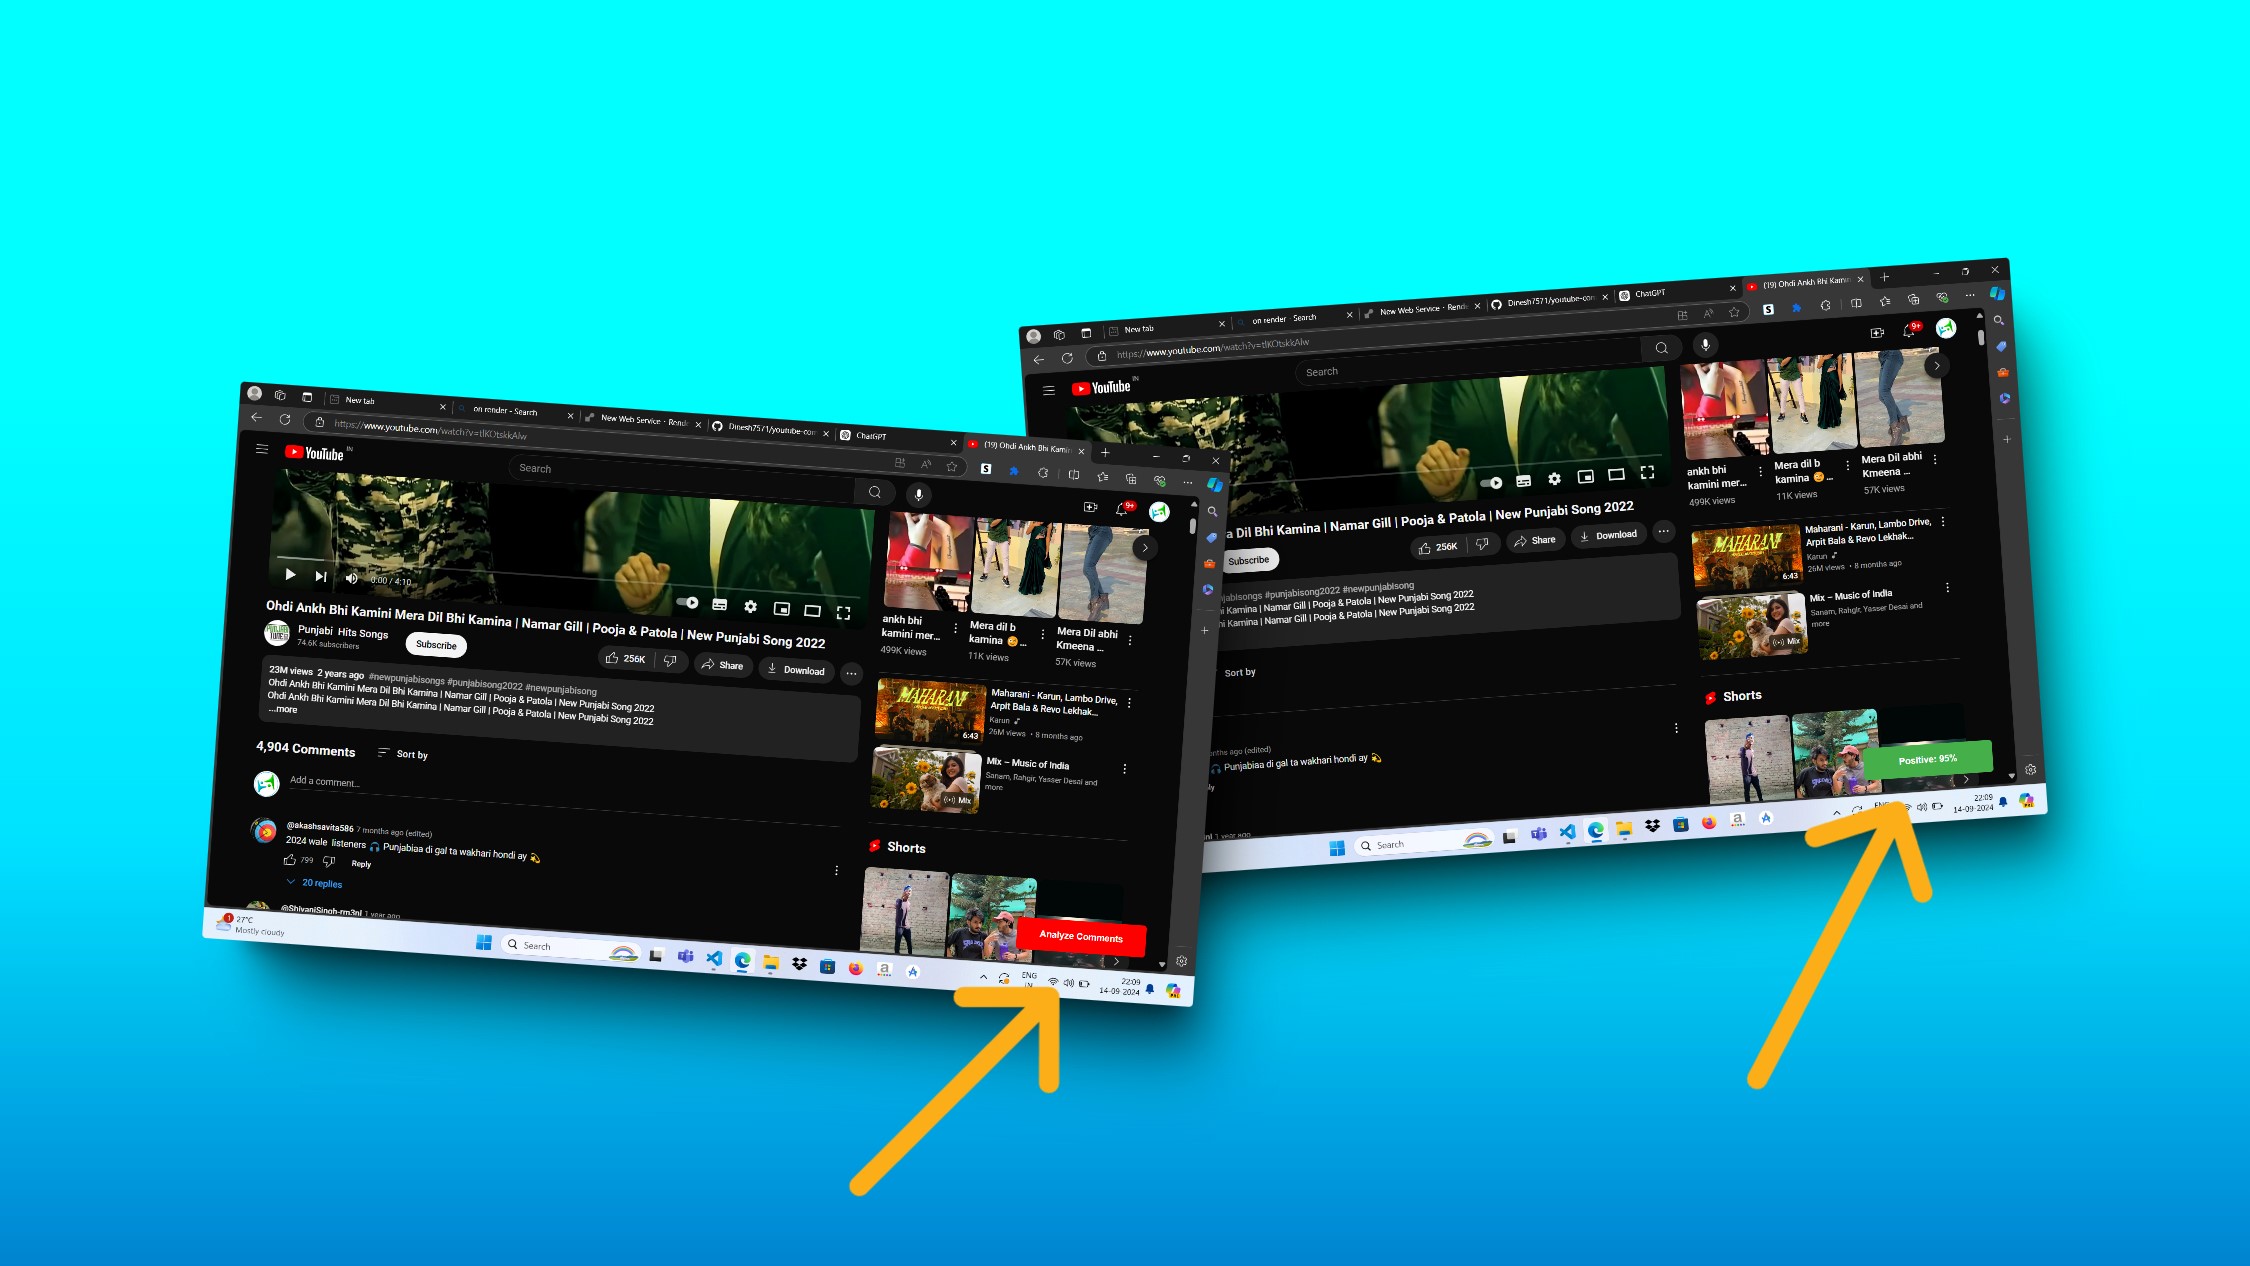 New tab
on render - Search
New Web Service · Rende
Dinesh7571/youtube-con
ChatGPT
(19) Ohdi Ankh Bhi Kamin
https://www.youtube.com/watch?v=tlKOtskkAlw
YouTube IN
Search
9+
0:00 / 4:10
Ohdi Ankh Bhi Kamini Mera Dil Bhi Kamina | Namar Gill | Pooja & Patola | New Punjabi Song 2022
Punjabi Hits Songs
74.6K subscribers
Subscribe
256K
Share
Download
23M views 2 years ago #newpunjabisongs #punjabisong2022 #newpunjabisong
Ohdi Ankh Bhi Kamini Mera Dil Bhi Kamina | Namar Gill | Pooja & Patola | New Punjabi Song 2022
Ohdi Ankh Bhi Kamini Mera Dil Bhi Kamina | Namar Gill | Pooja & Patola | New Punjabi Song 2022
...more
4,904 Comments
Sort by
Add a comment...
@akashsavita586 7 months ago (edited)
2024 wale listeners 🎧 Punjabiaa di gal ta wakhari hondi ay 💫
799
Reply
20 replies
@ShivaniSingh-rm3nl 1 year ago
ankh bhi
kamini mer...
499K views
Mera dil b
kamina 😳 ...
11K views
Mera Dil abhi
Kmeena ...
57K views
MAHARANI
6:43
Maharani - Karun, Lambo Drive,
Arpit Bala & Revo Lekhak...
Karun
26M views • 8 months ago
Mix
Mix – Music of India
Sanam, Rahgir, Yasser Desai and
more
Shorts
Analyze Comments
1
27°C
Mostly cloudy
Search
ENG
IN
22:09
14-09-2024
New tab
on render - Search
New Web Service · Rende
Dinesh7571/youtube-con
ChatGPT
(19) Ohdi Ankh Bhi Kamin
https://www.youtube.com/watch?v=tlKOtskkAlw
YouTube IN
Search
9+
a Dil Bhi Kamina | Namar Gill | Pooja & Patola | New Punjabi Song 2022
Subscribe
256K
Share
Download
jabisongs #punjabisong2022 #newpunjabisong
i Kamina | Namar Gill | Pooja & Patola | New Punjabi Song 2022
i Kamina | Namar Gill | Pooja & Patola | New Punjabi Song 2022
Sort by
nths ago (edited)
🎧 Punjabiaa di gal ta wakhari hondi ay 💫
ly
nl 1 year ago
ankh bhi
kamini mer...
499K views
Mera dil b
kamina 😳 ...
11K views
Mera Dil abhi
Kmeena ...
57K views
MAHARANI
6:43
Maharani - Karun, Lambo Drive,
Arpit Bala & Revo Lekhak...
Karun
26M views • 8 months ago
Mix
Mix – Music of India
Sanam, Rahgir, Yasser Desai and
more
Shorts
Positive: 95%
Search
22:09
14-09-2024